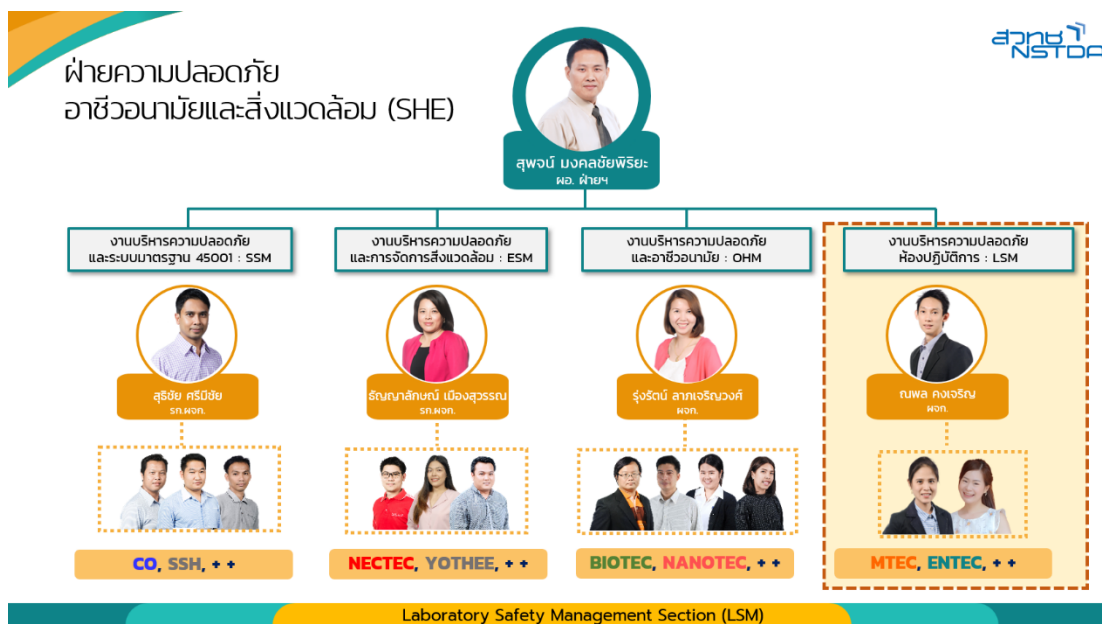 สวทช
NSTDA
ฝ่ายความปลอดภัย
อาชีวอนามัยและสิ่งแวดล้อม (SHE)
สุพจน์ มงคลชัยพิริยะ
ผอ. ฝ่ายฯ
งานบริหารความปลอดภัย
และระบบมาตรฐาน 45001 : SSM
งานบริหารความปลอดภัย
และการจัดการสิ่งแวดล้อม : ESM
งานบริหารความปลอดภัย
และอาชีวอนามัย : OHM
งานบริหารความปลอดภัย
ห้องปฏิบัติการ : LSM
สุธิชัย ศรีมีชัย
รก.ผจก.
ธัญญาลักษณ์ เมืองสุวรรณ
รก.ผจก.
รุ่งรัตน์ ลาภเจริญวงศ์
ผจก.
ณพล คงเจริญ
ผจก.
CO, SSH, + +
NECTEC, YOTHEE, + +
BIOTEC, NANOTEC, + +
MTEC, ENTEC, + +
Laboratory Safety Management Section (LSM)